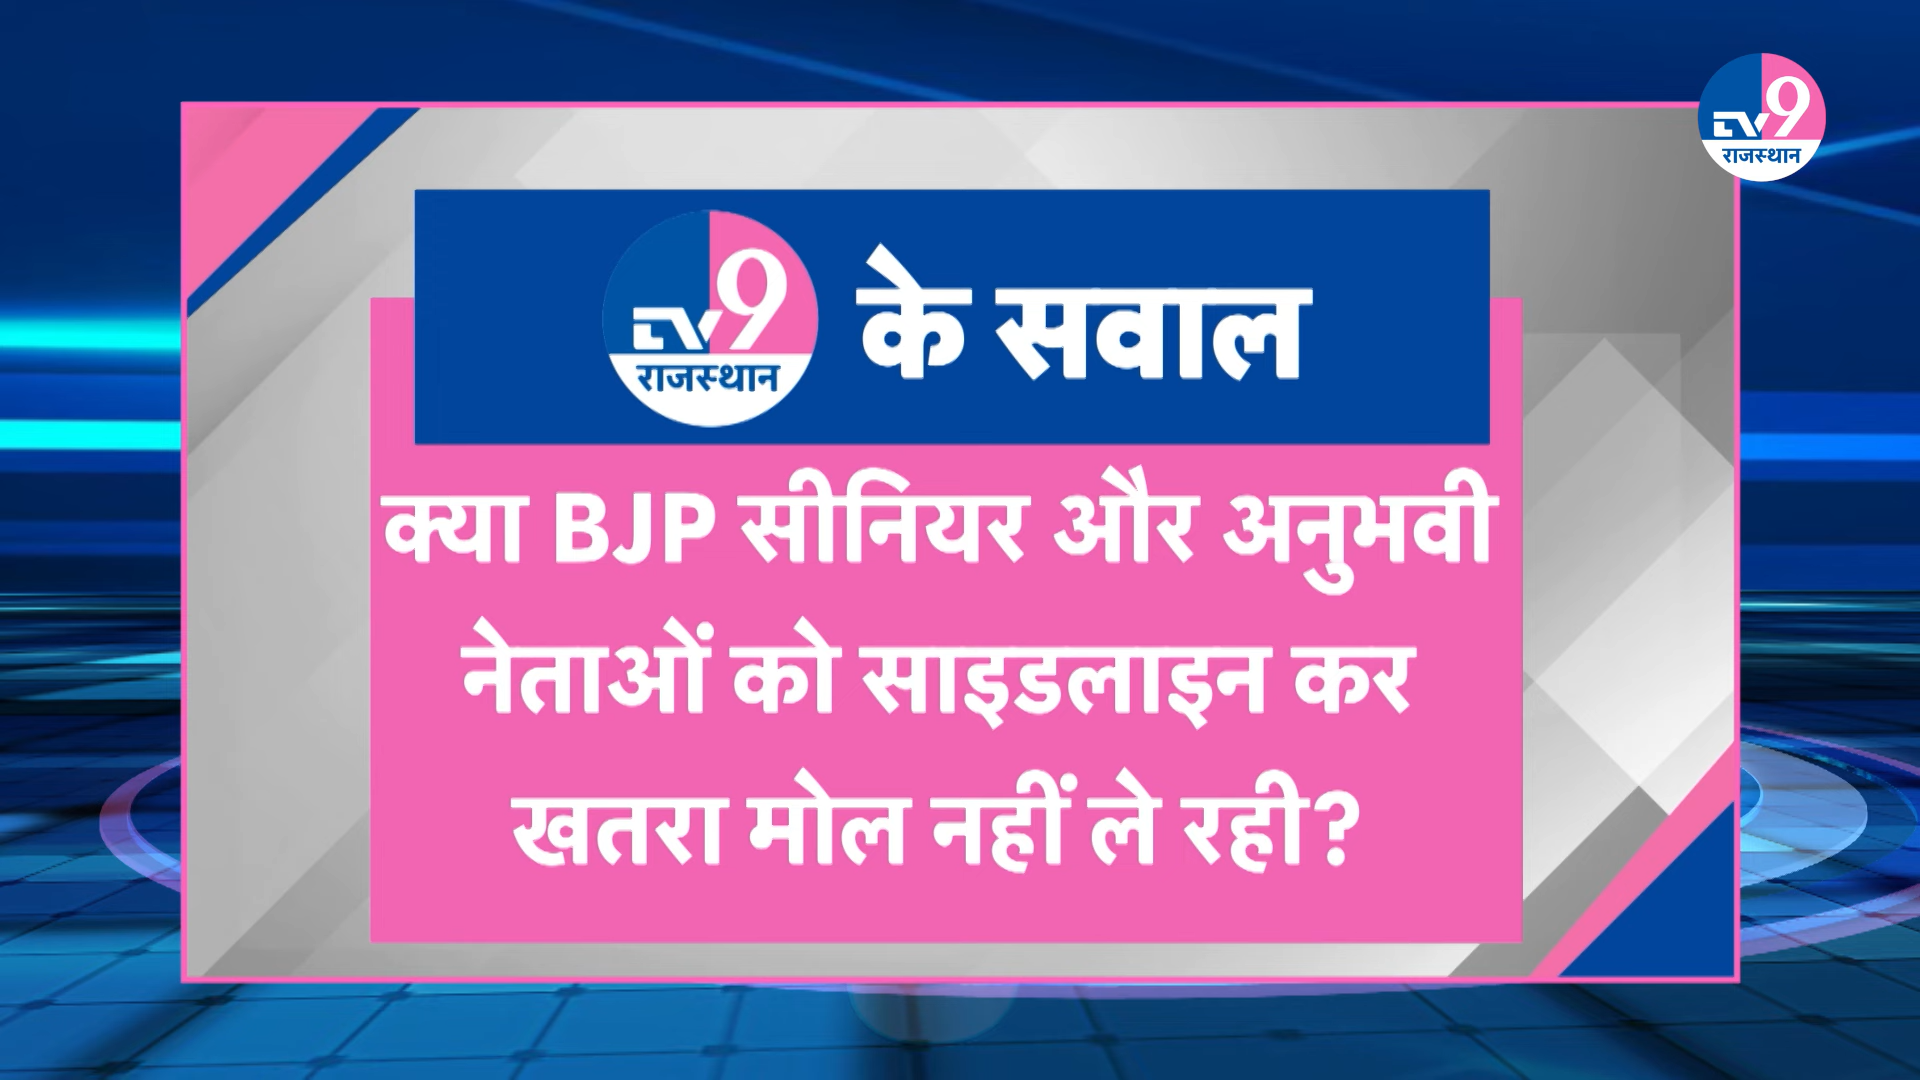 TV9
राजस्थान
TV9 के सवाल
राजस्थान
क्या BJP सीनियर और अनुभवी
नेताओं को साइडलाइन कर
खतरा मोल नहीं ले रही?